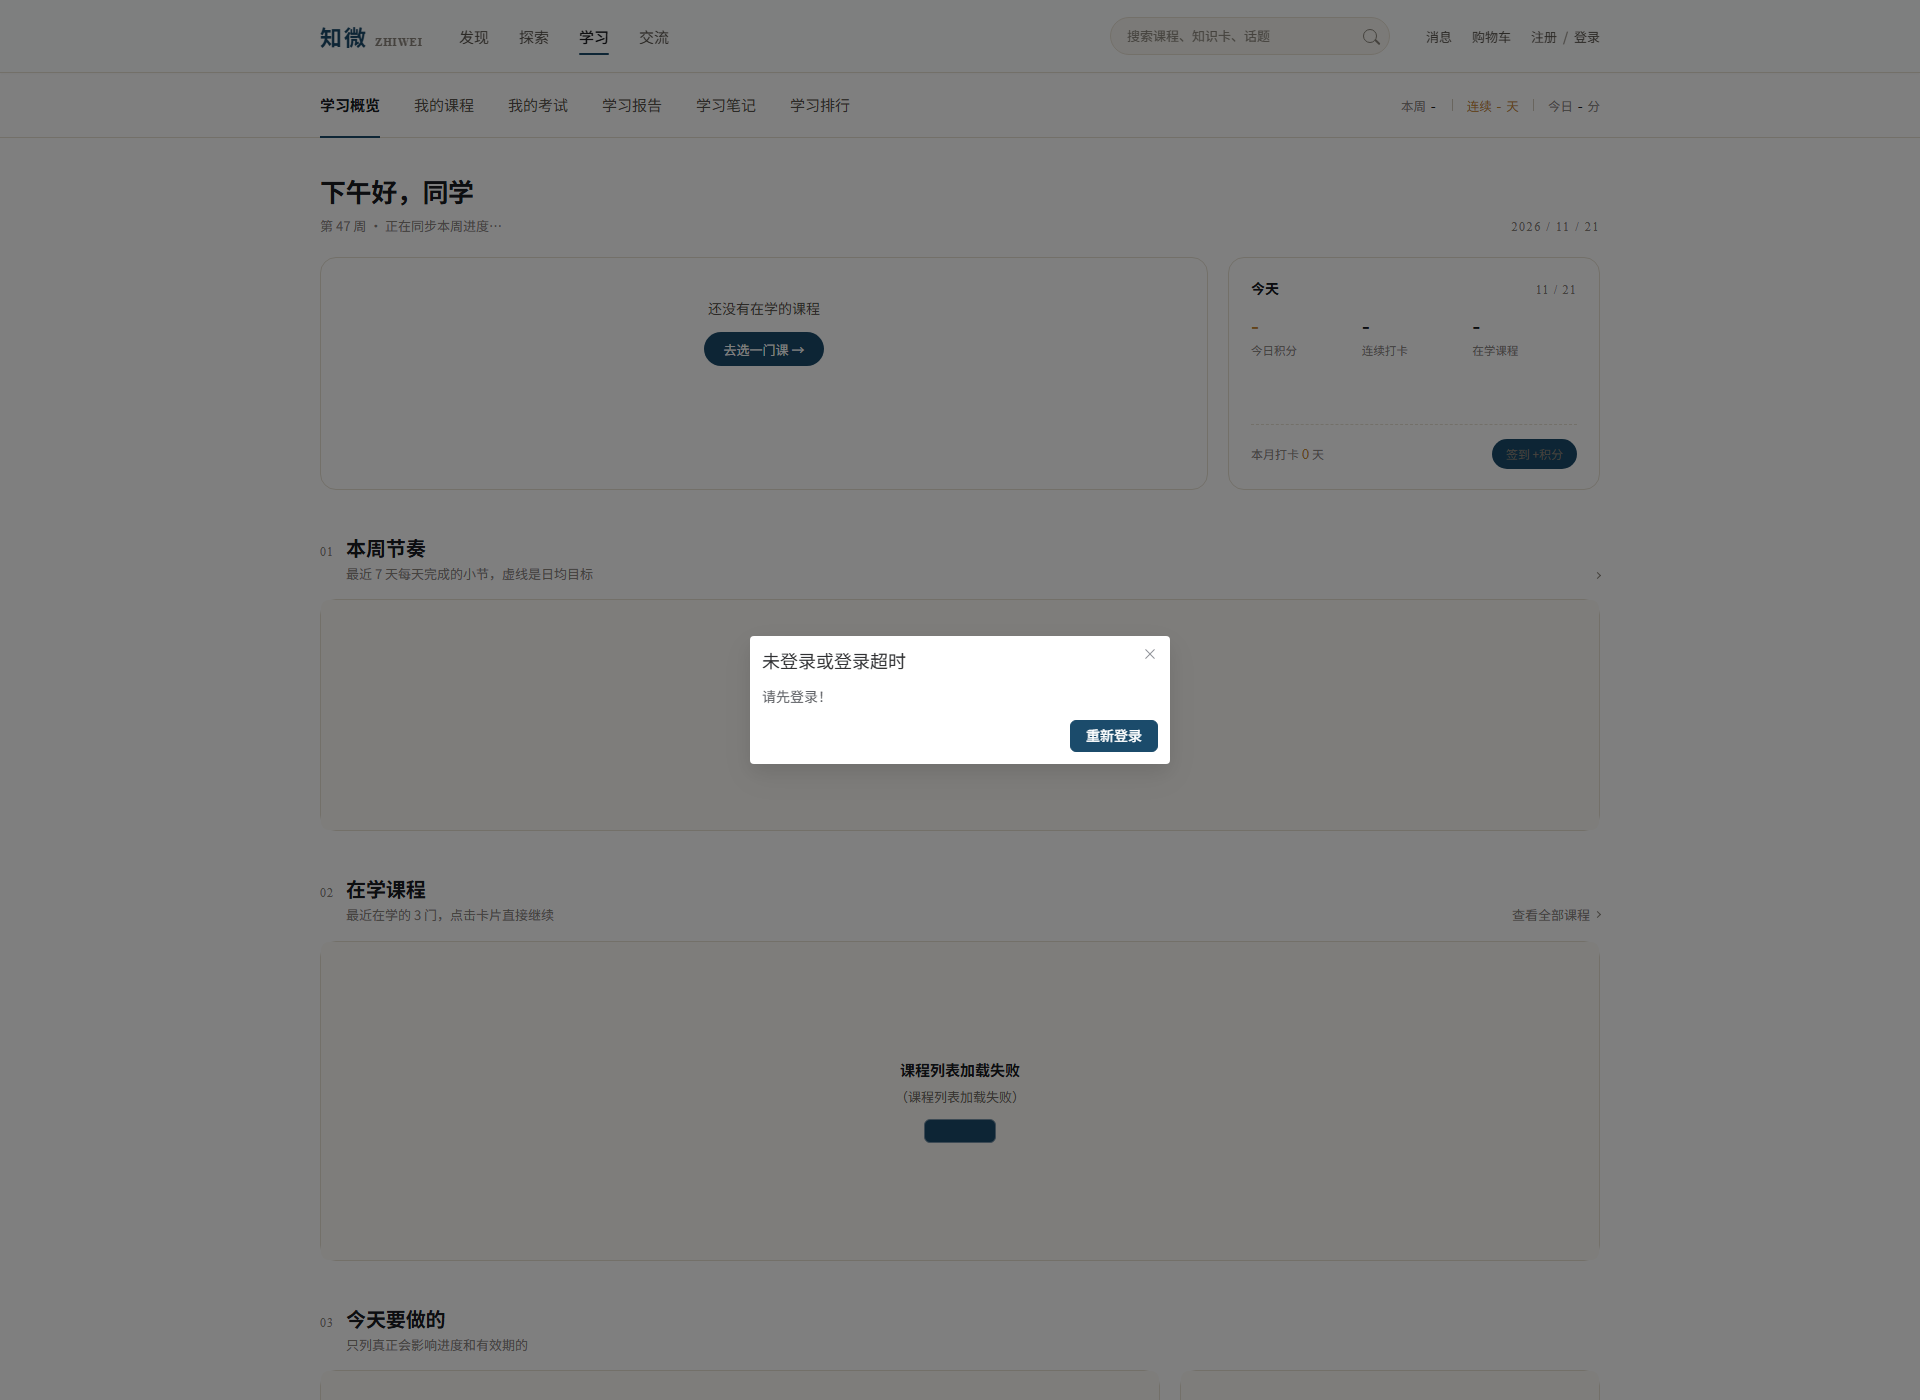 知微 ZHIWEI 发现 探索 学习 交流 搜索课程、知识卡、话题 消息 购物车 注册 / 登录
学习概览 我的课程 我的考试 学习报告 学习笔记 学习排行 本周 - 连续 - 天 今日 - 分
下午好，同学
第 47 周 · 正在同步本周进度… 2026 / 11 / 21
还没有在学的课程
去选一门课 →
今天 11 / 21
- - -
今日积分 连续打卡 在学课程
本月打卡 0 天 签到 +积分
01 本周节奏
最近 7 天每天完成的小节，虚线是日均目标
未登录或登录超时
请先登录！
重新登录
02 在学课程
最近在学的 3 门，点击卡片直接继续 查看全部课程
课程列表加载失败
（课程列表加载失败）
03 今天要做的
只列真正会影响进度和有效期的